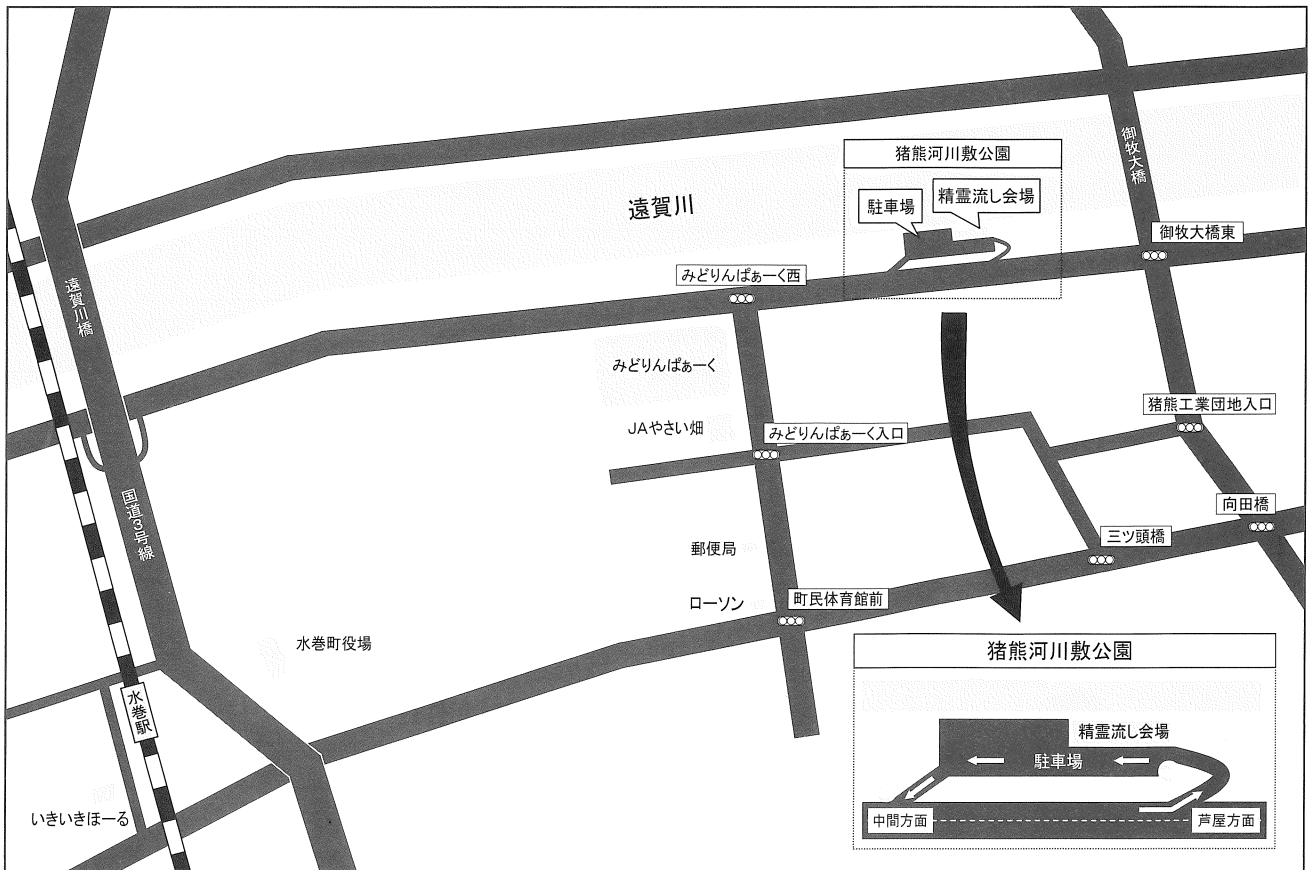 御牧大橋
猪熊河川敷公園
駐車場
精霊流し会場
遠賀川
御牧大橋東
みどりんぱぁーく西
遠賀川橋
みどりんぱぁーく
猪熊工業団地入口
JAやさい畑
みどりんぱぁーく入口
国道3号線
向田橋
三ツ頭橋
郵便局
ローソン
町民体育館前
水巻町役場
水巻駅
いきいきほーる
猪熊河川敷公園
精霊流し会場
駐車場
中間方面
芦屋方面